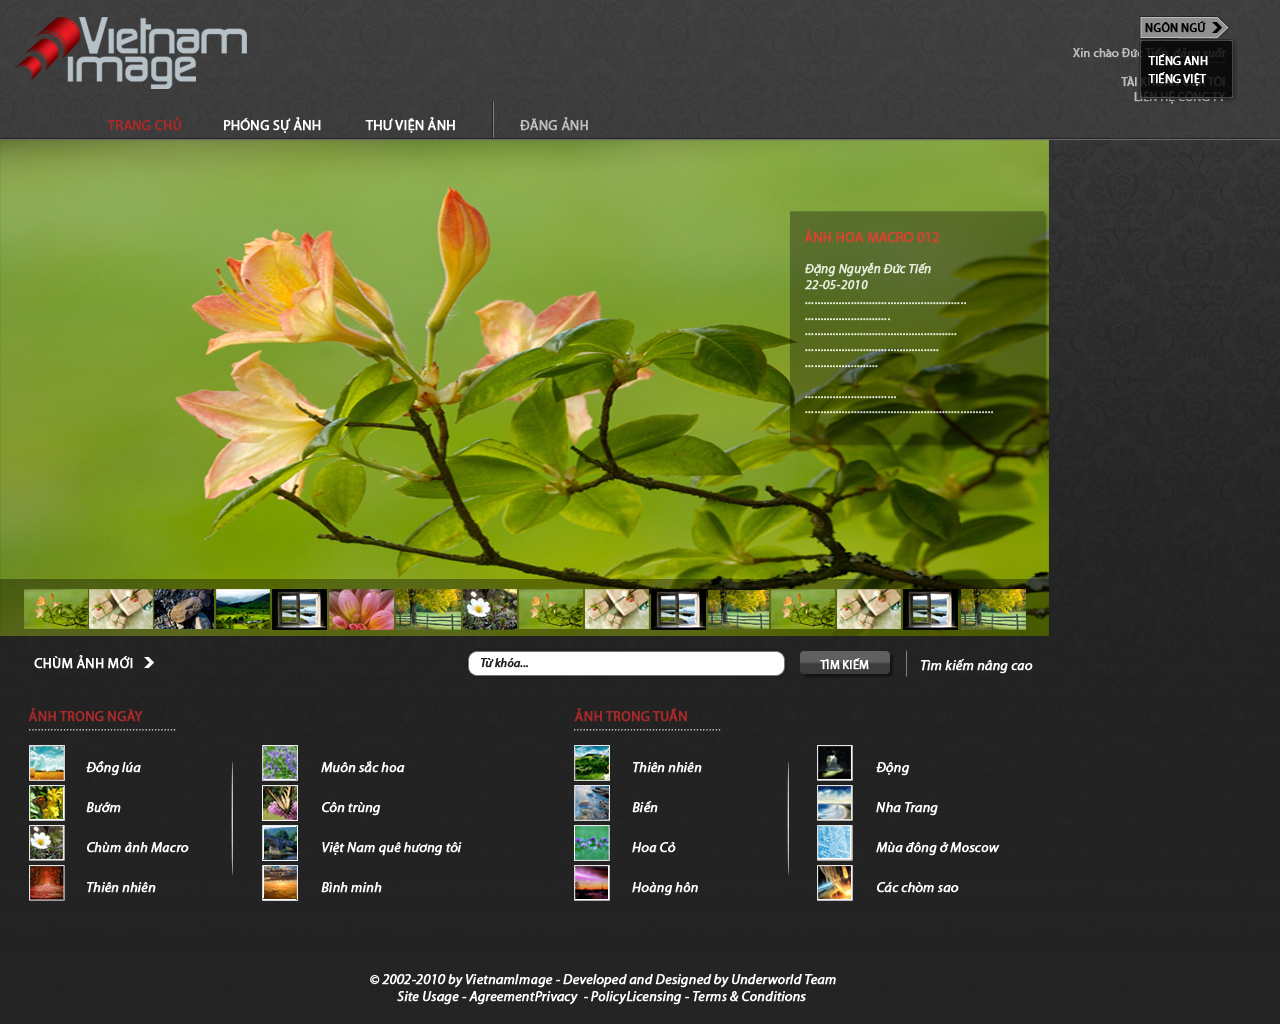 Vietnam
image
NGÔN NGỮ
Xin chào Đức Tiến, đăng xuất
TIẾNG ANH
TIẾNG VIỆT
TÀI TÔI
LIÊN HỆ CÔNG TY
TRANG CHỦ
PHÓNG SỰ ẢNH
THƯ VIỆN ẢNH
ĐĂNG ẢNH
ẢNH HOA MACRO 012
Đặng Nguyễn Đức Tiến
22-05-2010
CHÙM ẢNH MỚI
Từ khóa...
TÌM KIẾM
Tìm kiếm nâng cao
ẢNH TRONG NGÀY
ẢNH TRONG TUẦN
Đồng lúa
Muôn sắc hoa
Thiên nhiên
Động
Bướm
Côn trùng
Biển
Nha Trang
Chùm ảnh Macro
Việt Nam quê hương tôi
Hoa Cỏ
Mùa đông ở Moscow
Thiên nhiên
Bình minh
Hoàng hôn
Các chòm sao
© 2002-2010 by VietnamImage - Developed and Designed by Underworld Team
Site Usage - AgreementPrivacy - PolicyLicensing - Terms & Conditions